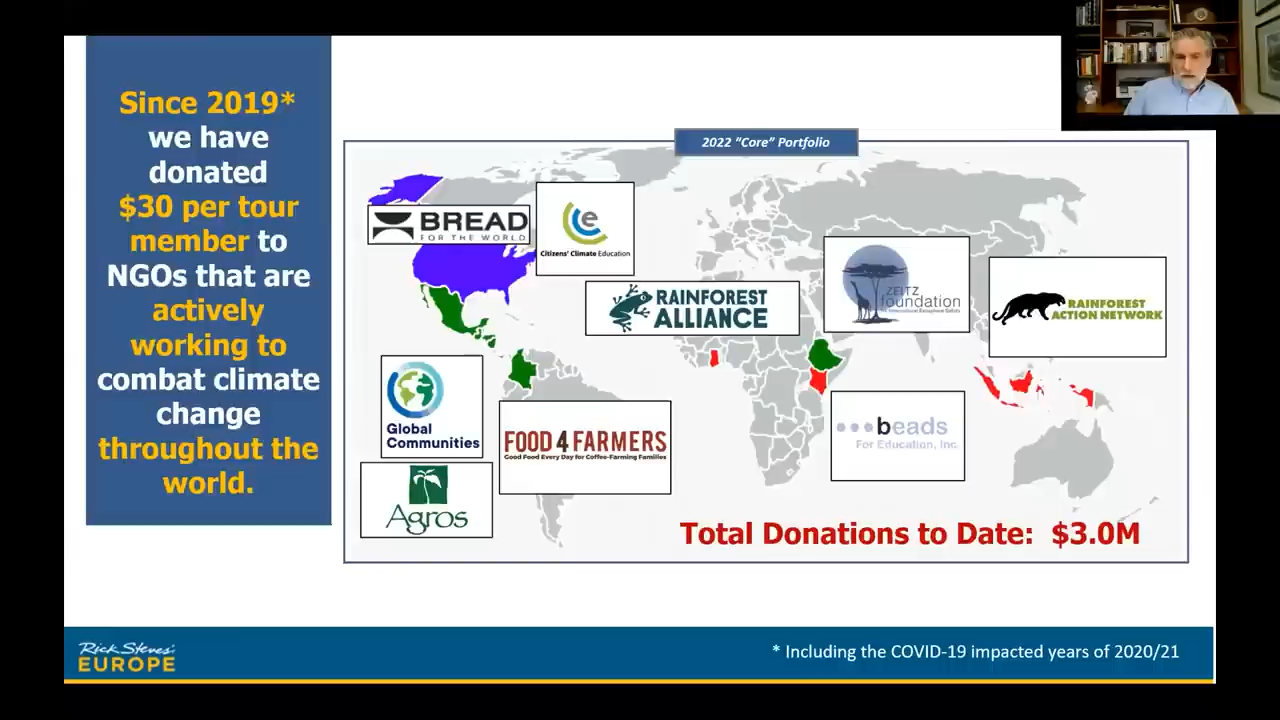 Since 2019*
we have
donated
$30 per tour
member to
NGOs that are
actively
working to
combat climate
change
throughout the
world.
2022 "Core" Portfolio
BREAD
FOR THE WORLD
Citizens' Climate Education
RAINFOREST
ALLIANCE
ZEITZ
foundation
RAINFOREST
ACTION NETWORK
Global
Communities
FOOD 4 FARMERS
Good Food Every Day for Coffee-Farming Families
beads
For Education, Inc.
Agros
Total Donations to Date: $3.0M
Rick Steves'
EUROPE
* Including the COVID-19 impacted years of 2020/21